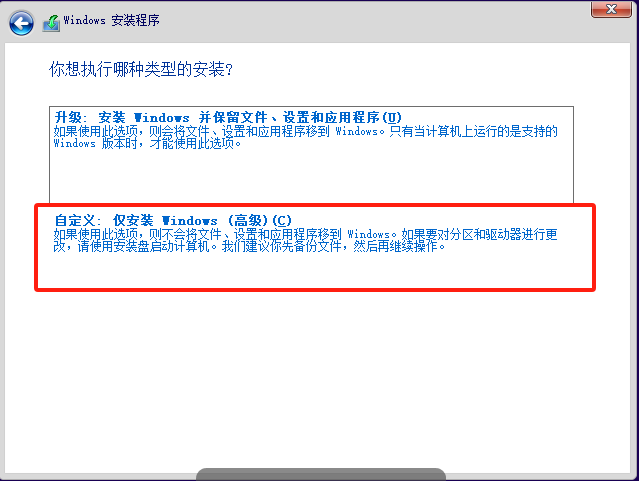 Windows 安装程序
你想执行哪种类型的安装?
升级: 安装 Windows 并保留文件、设置和应用程序(U)
如果使用此选项，则会将文件、设置和应用程序移到 Windows。只有当计算机上运行的是支持的
Windows 版本时，才能使用此选项。
自定义: 仅安装 Windows (高级)(C)
如果使用此选项，则不会将文件、设置和应用程序移到 Windows。如果要对分区和驱动器进行更
改，请使用安装盘启动计算机。我们建议你先备份文件，然后再继续操作。